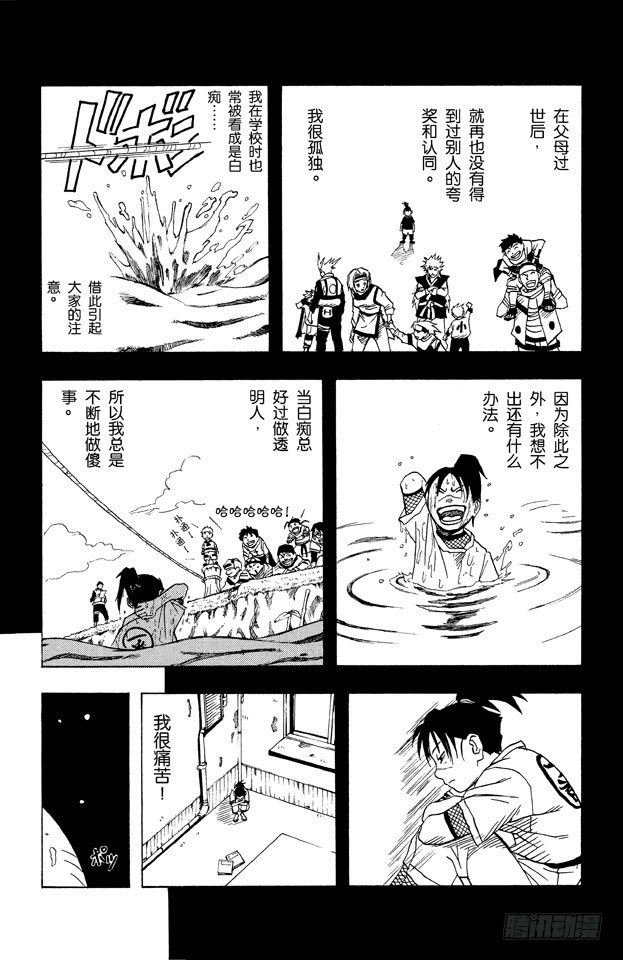 在父母过
世后，
就再也没有得
到过别人的夸
奖和认同。
我很孤独。
我在学校时也
常被看成是白
痴……
ドボン
借此引起
大家的注
意。
因为除此之
外，我想不
出还有什么
办法。
当白痴总
好过做透
明人，
哈哈哈哈哈！
扑通~
扑通~
所以我总是
不断地做傻
事。
我很痛苦！
ポツ
腾讯动漫